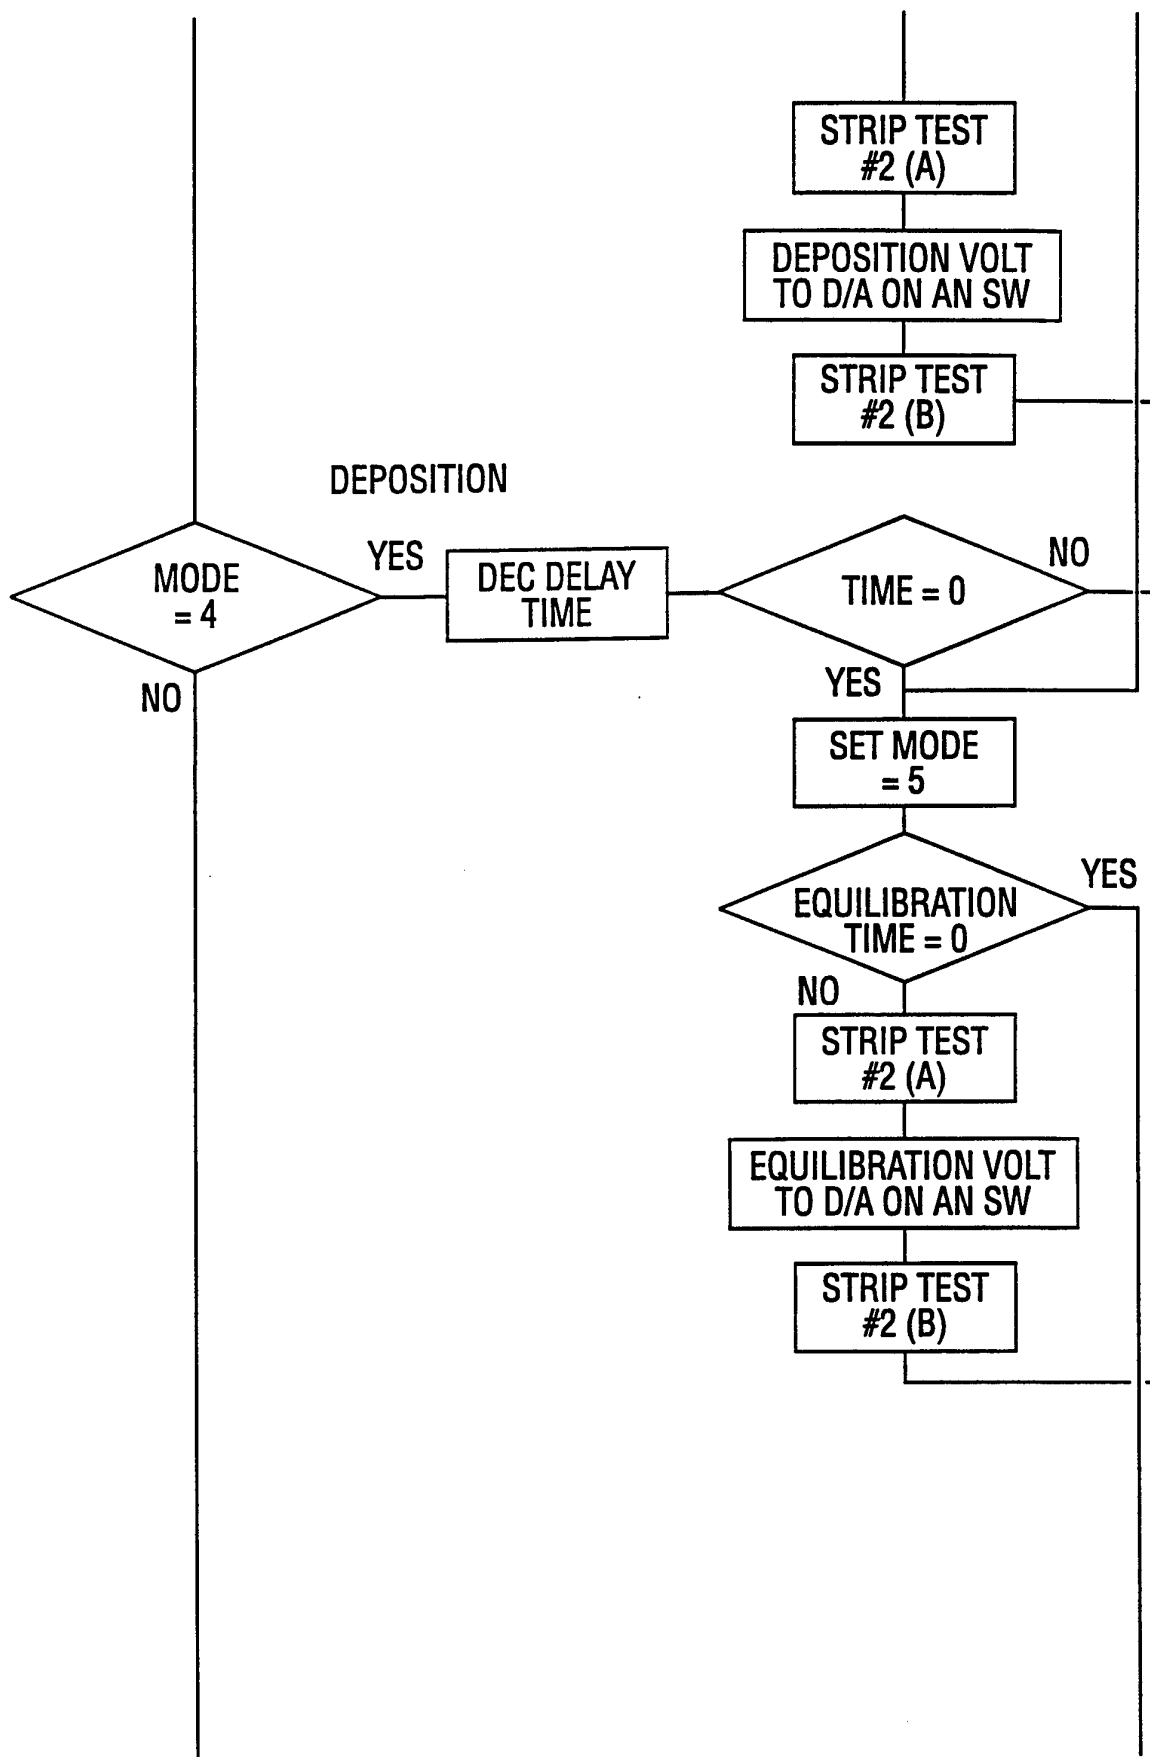 STRIP TEST
#2 (A)
DEPOSITION VOLT
TO D/A ON AN SW
STRIP TEST
#2 (B)
DEPOSITION
MODE
= 4
YES
DEC DELAY
TIME
TIME = 0
NO
NO
YES
SET MODE
= 5
EQUILIBRATION
TIME = 0
YES
NO
STRIP TEST
#2 (A)
EQUILIBRATION VOLT
TO D/A ON AN SW
STRIP TEST
#2 (B)